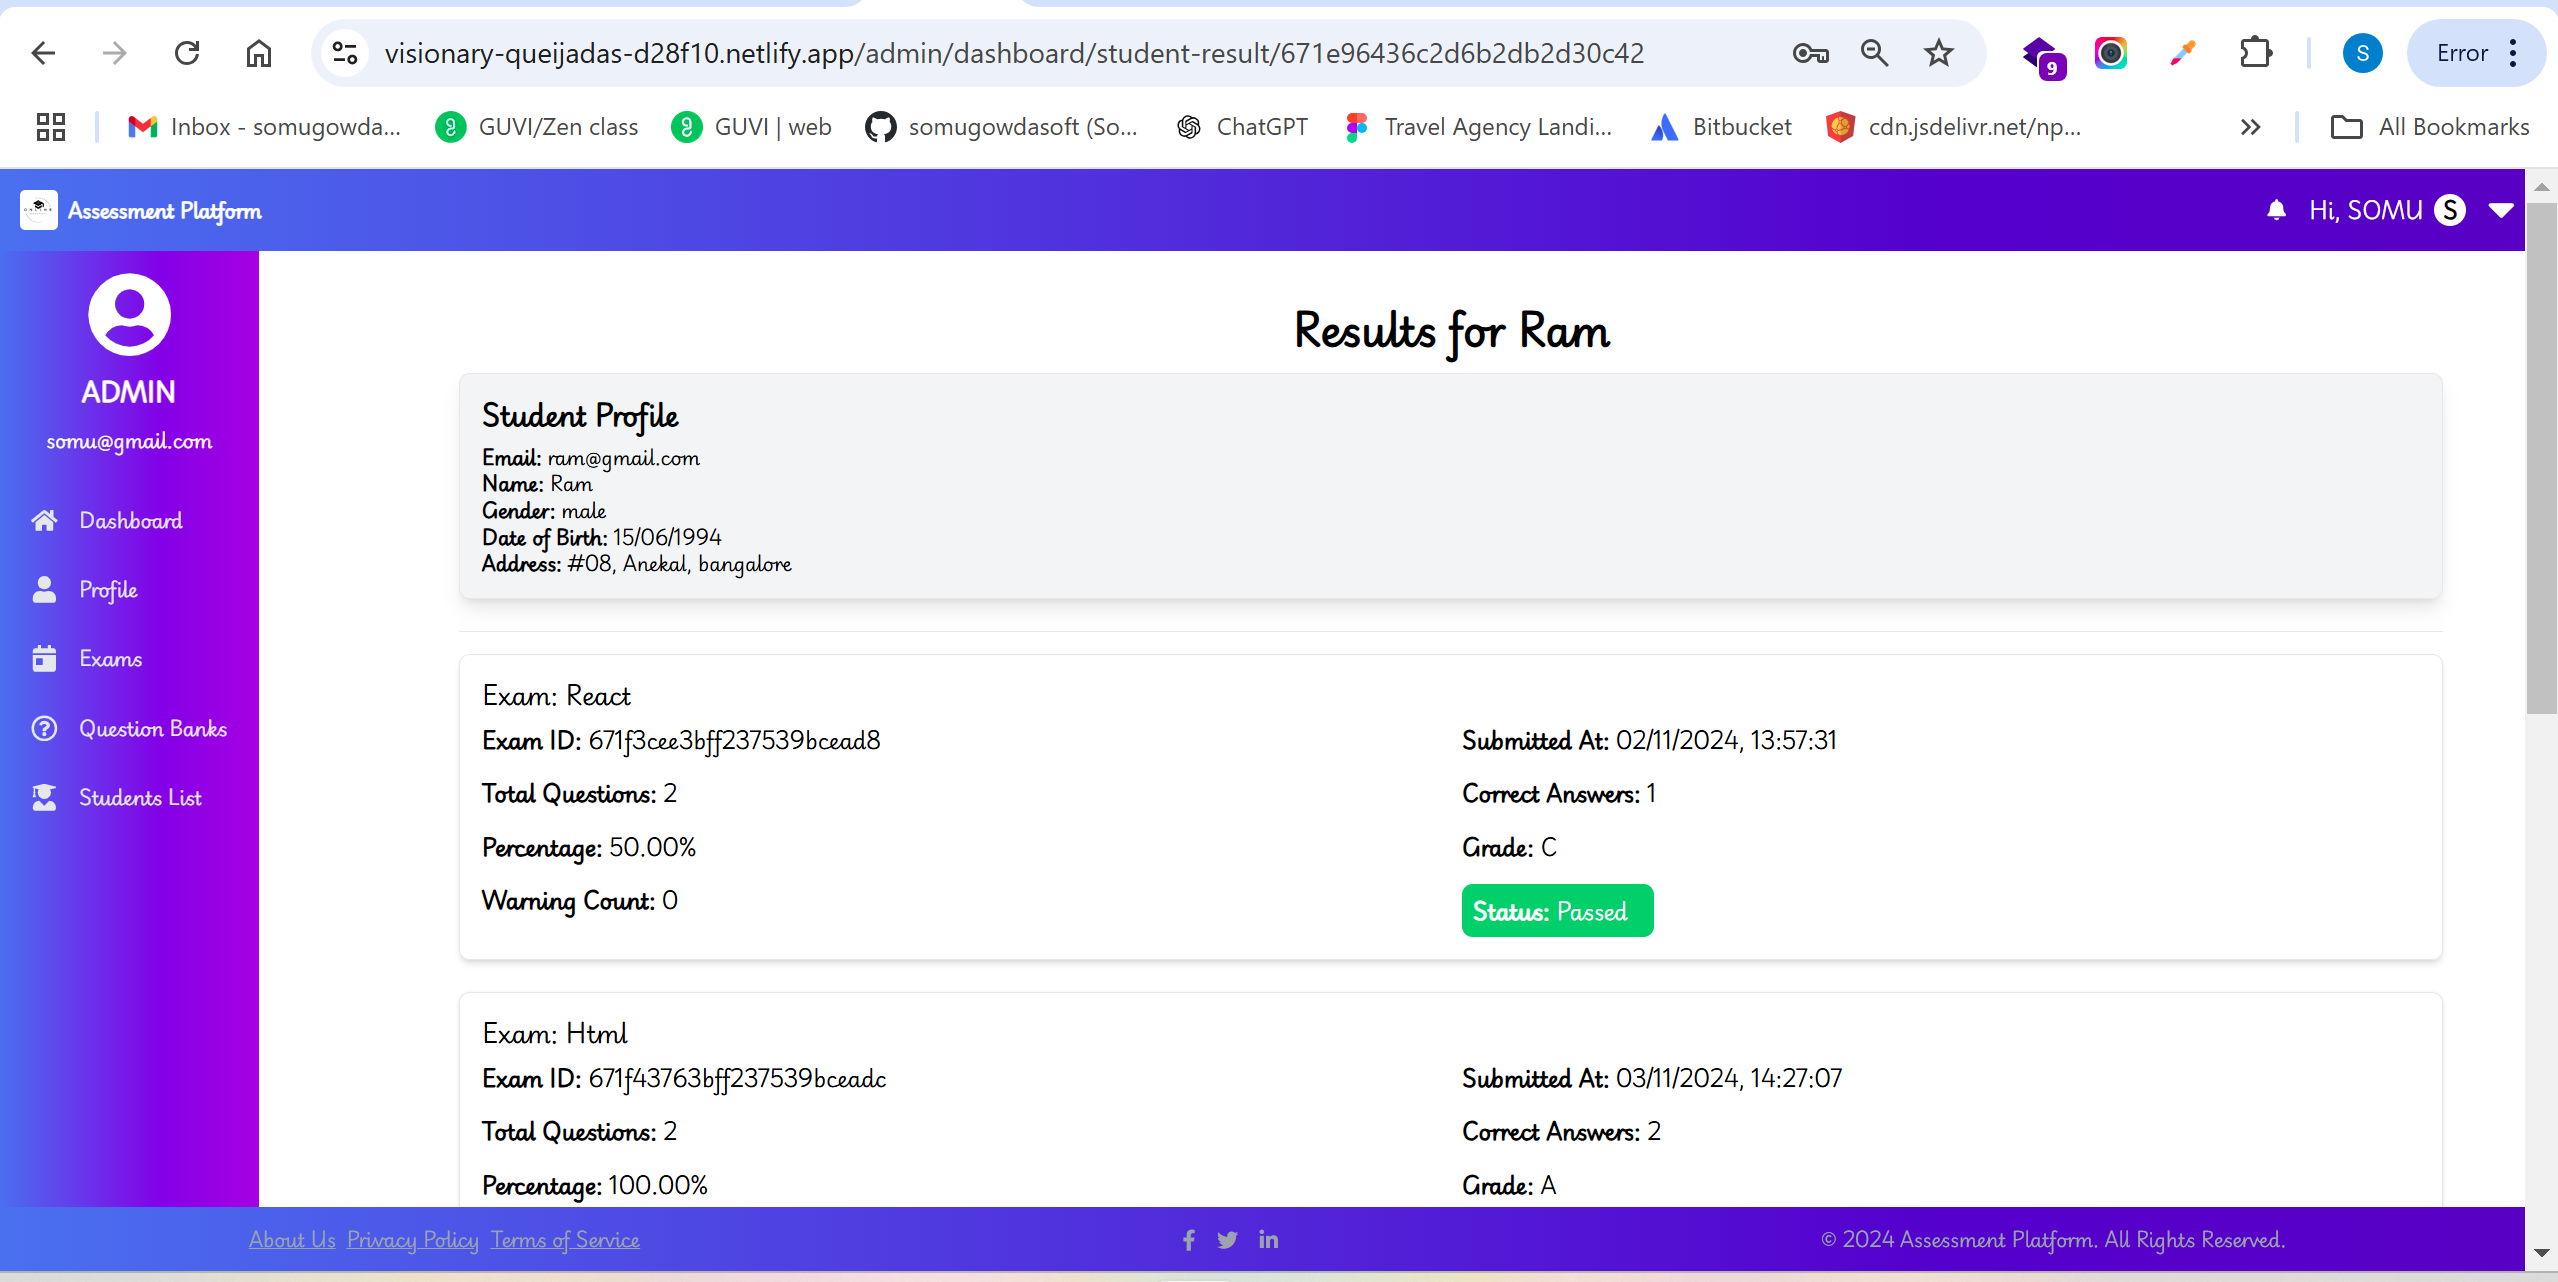 visionary-queijadas-d28f10.netlify.app/admin/dashboard/student-result/671e96436c2d6b2db2d30c42
9
S
Error
Inbox - somugowda...
GUVI/Zen class
GUVI | web
somugowdasoft (So...
ChatGPT
Travel Agency Landi...
Bitbucket
cdn.jsdelivr.net/np...
All Bookmarks
Assessment Platform
Hi, SOMU S
ADMIN
somu@gmail.com
Dashboard
Profile
Exams
Question Banks
Students List
Results for Ram
Student Profile
Email: ram@gmail.com
Name: Ram
Gender: male
Date of Birth: 15/06/1994
Address: #08, Anekal, bangalore
Exam: React
Exam ID: 671f3cee3bff237539bcead8
Submitted At: 02/11/2024, 13:57:31
Total Questions: 2
Correct Answers: 1
Percentage: 50.00%
Grade: C
Warning Count: 0
Status: Passed
Exam: Html
Exam ID: 671f43763bff237539bceadc
Submitted At: 03/11/2024, 14:27:07
Total Questions: 2
Correct Answers: 2
Percentage: 100.00%
Grade: A
About Us Privacy Policy Terms of Service
© 2024 Assessment Platform. All Rights Reserved.